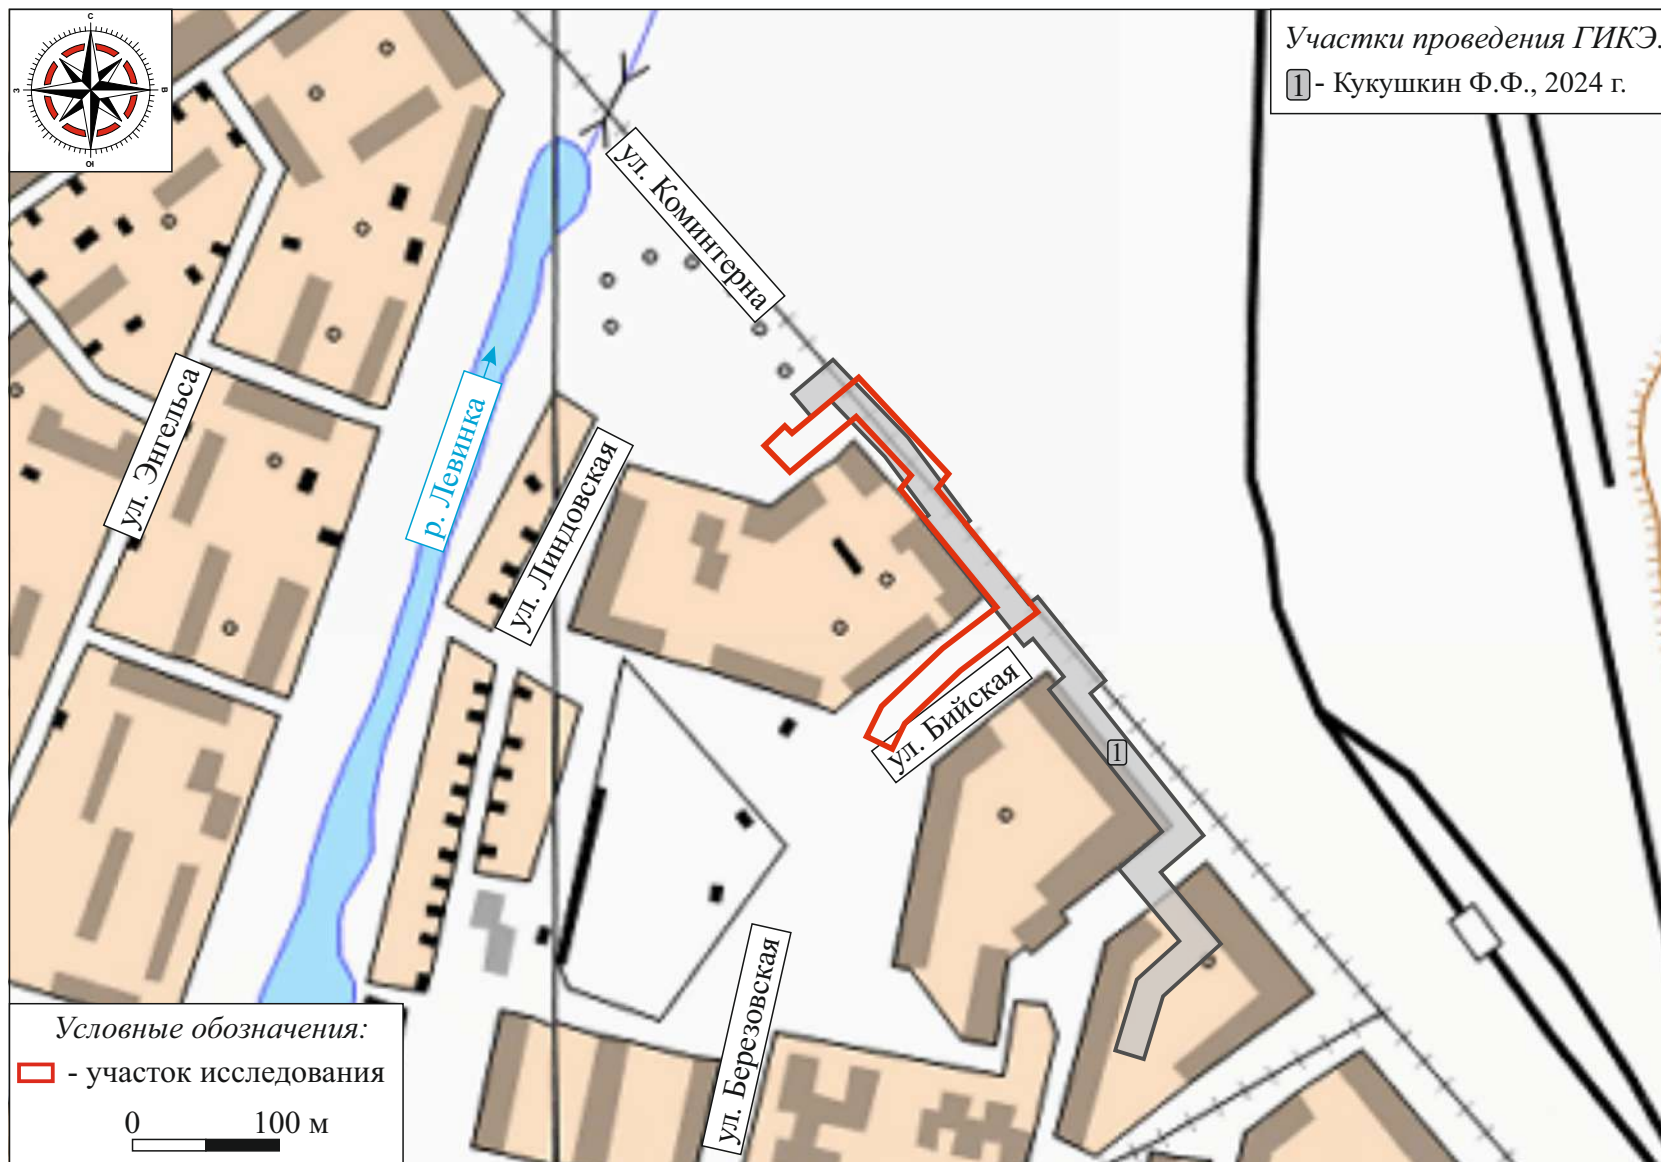 С
З
В
Ю
Участки проведения ГИКЭ:
1 - Кукушкин Ф.Ф., 2024 г.
ул. Коминтерна
ул. Энгельса
р. Левинка
ул. Линдовская
ул. Бийская
1
ул. Березовская
Условные обозначения:
- участок исследования
0 100 м